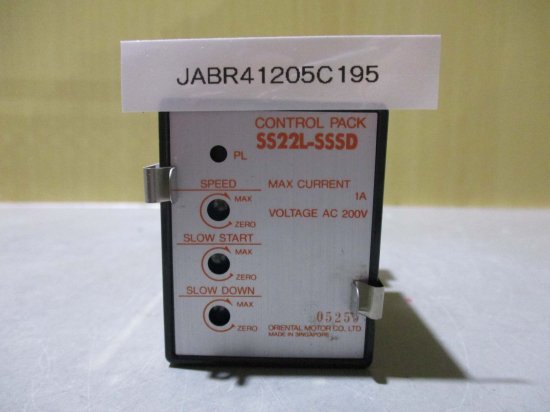 JABR41205C195
CONTROL PACK
SS22L-SSSD
PL
SPEED
MAX CURRENT
1A
MAX
VOLTAGE AC 200V
ZERO
SLOW START
MAX
ZERO
SLOW DOWN
MAX
ZERO
ORIENTAL MOTOR CO., LTD.
MADE IN SINGAPORE